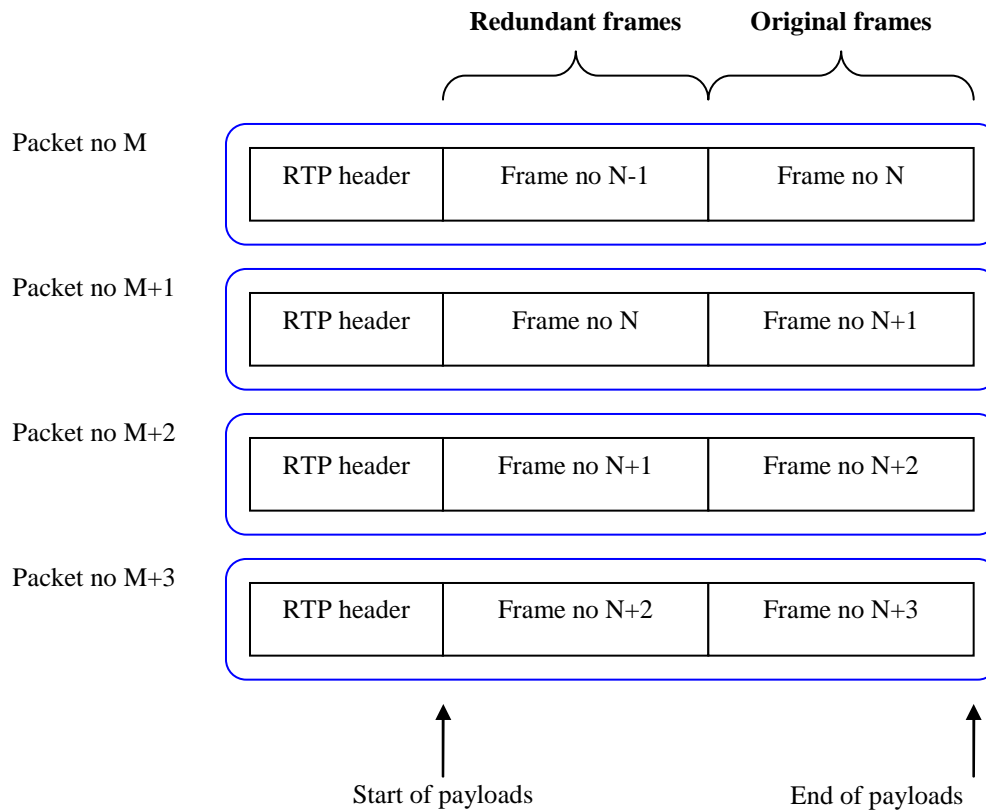 Redundant frames Original frames
Packet no M
RTP header Frame no N-1 Frame no N
Packet no M+1
RTP header Frame no N Frame no N+1
Packet no M+2
RTP header Frame no N+1 Frame no N+2
Packet no M+3
RTP header Frame no N+2 Frame no N+3
Start of payloads End of payloads